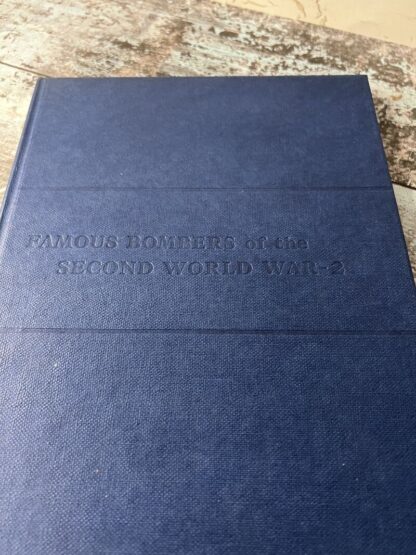 FAMOUS BOMBERS of the
SECOND WORLD WAR-2